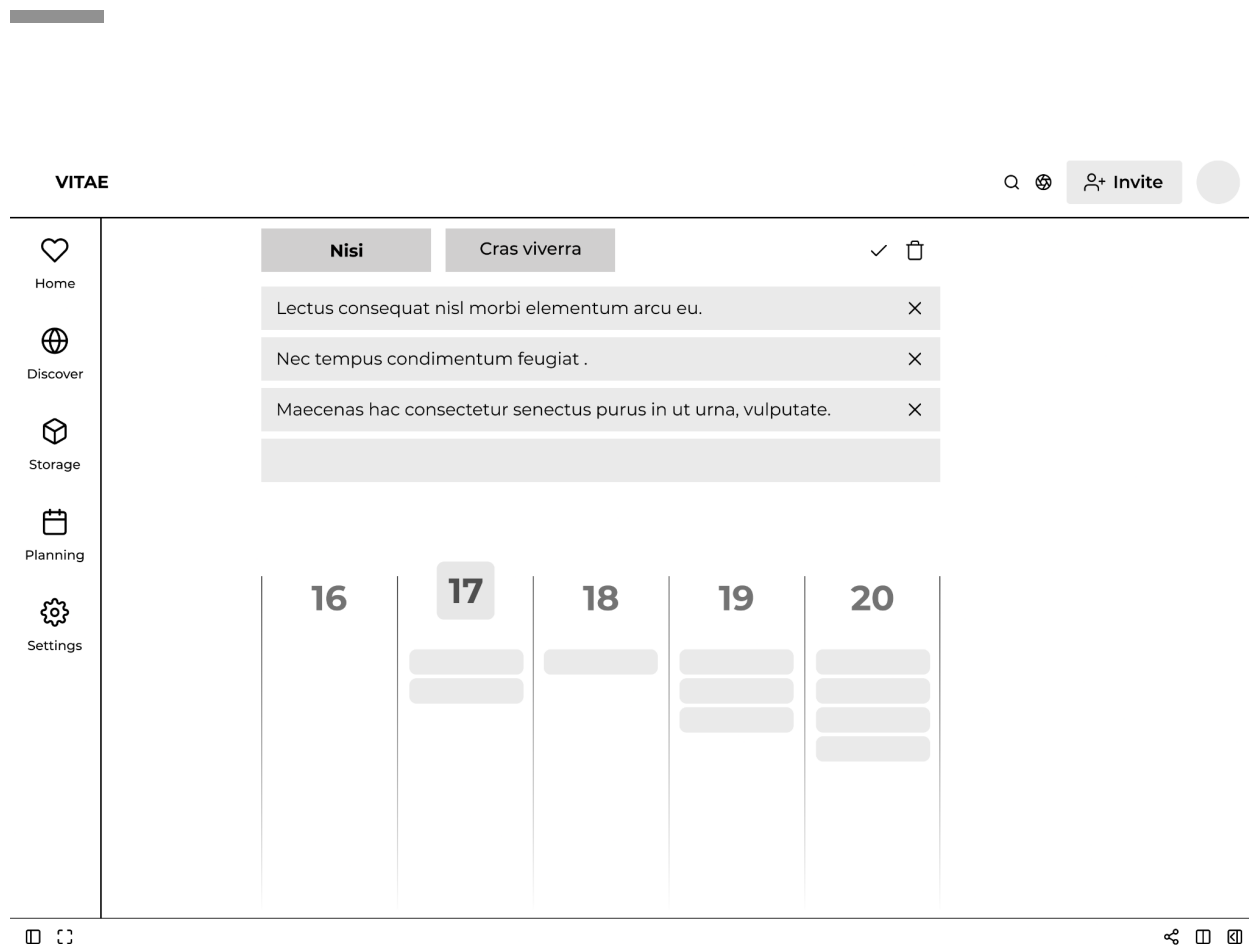 VITAE
Invite
Home
Discover
Storage
Planning
Settings
Nisi
Cras viverra
Lectus consequat nisl morbi elementum arcu eu.
Nec tempus condimentum feugiat .
Maecenas hac consectetur senectus purus in ut urna, vulputate.
16
17
18
19
20